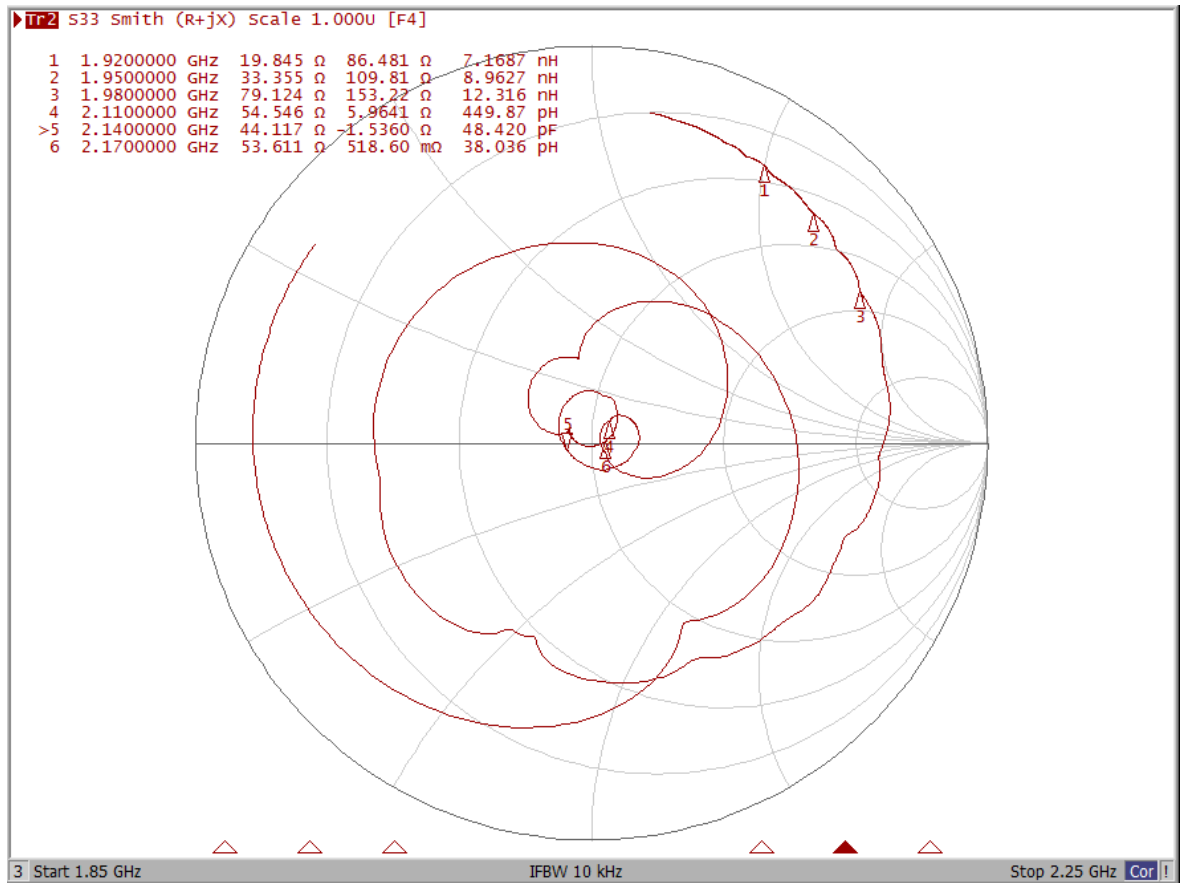 Tr2 S33 Smith (R+jX) Scale 1.000U [F4]
1 1.9200000 GHz 19.845 Ω 86.481 Ω 7.1687 nH
2 1.9500000 GHz 33.355 Ω 109.81 Ω 8.9627 nH
3 1.9800000 GHz 79.124 Ω 153.22 Ω 12.316 nH
4 2.1100000 GHz 54.546 Ω 5.9641 Ω 449.87 pH
>5 2.1400000 GHz 44.117 Ω -1.5360 Ω 48.420 pF
6 2.1700000 GHz 53.611 Ω 518.60 mΩ 38.036 pH
1
2
3
5
4
6
3 Start 1.85 GHz IFBW 10 kHz Stop 2.25 GHz Cor !